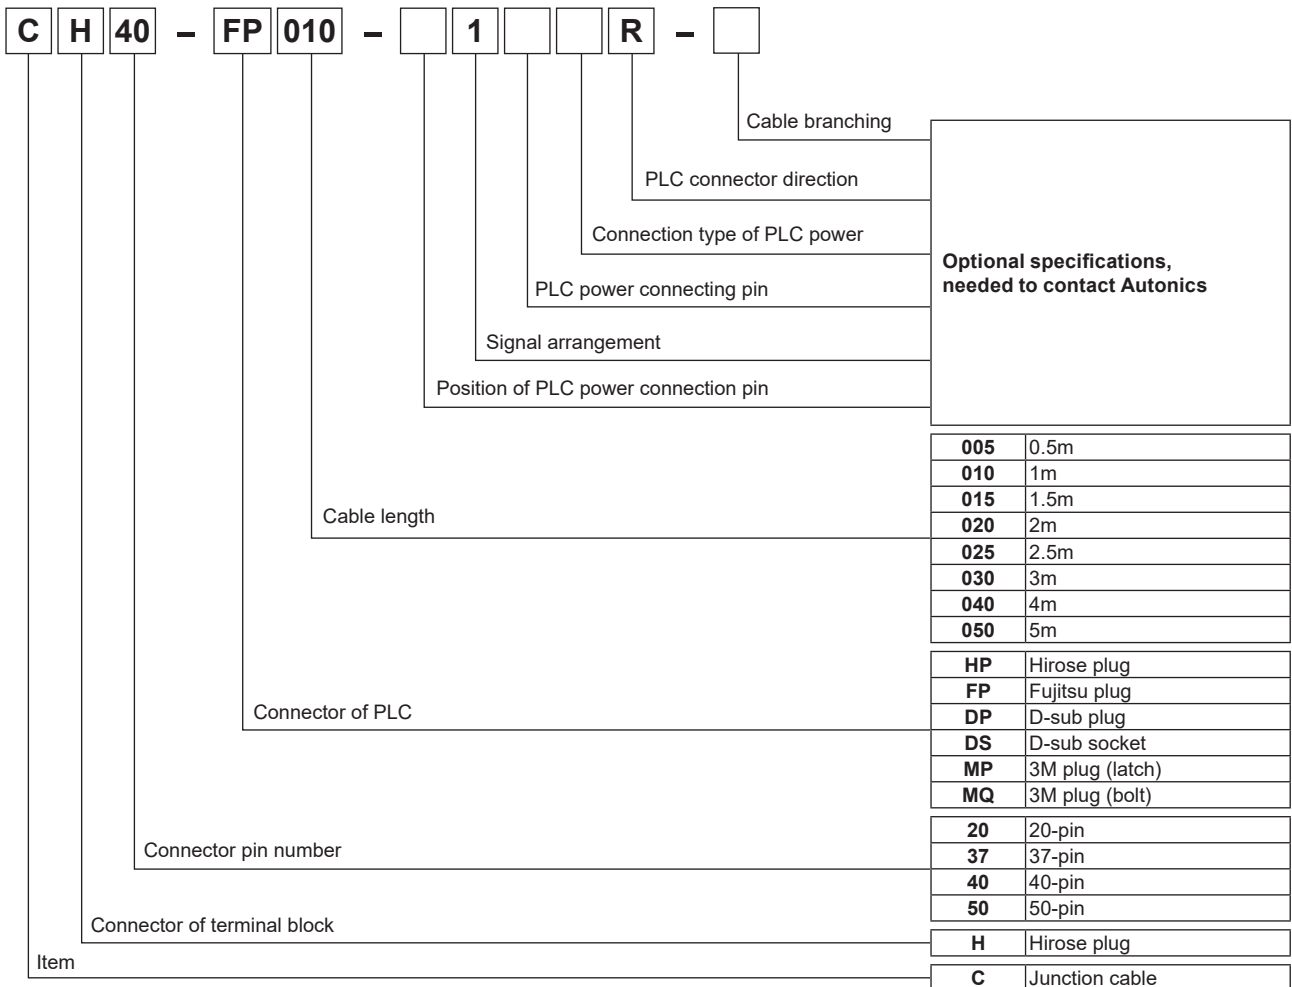 C H 40 – FP 010 – 1 R –
Cable branching
PLC connector direction
Connection type of PLC power
Optional specifications,
needed to contact Autonics
PLC power connecting pin
Signal arrangement
Position of PLC power connection pin
005 0.5m
010 1m
015 1.5m
Cable length
020 2m
025 2.5m
030 3m
040 4m
050 5m
HP Hirose plug
FP Fujitsu plug
Connector of PLC
DP D-sub plug
DS D-sub socket
MP 3M plug (latch)
MQ 3M plug (bolt)
20 20-pin
Connector pin number
37 37-pin
40 40-pin
50 50-pin
Connector of terminal block
H Hirose plug
Item
C Junction cable